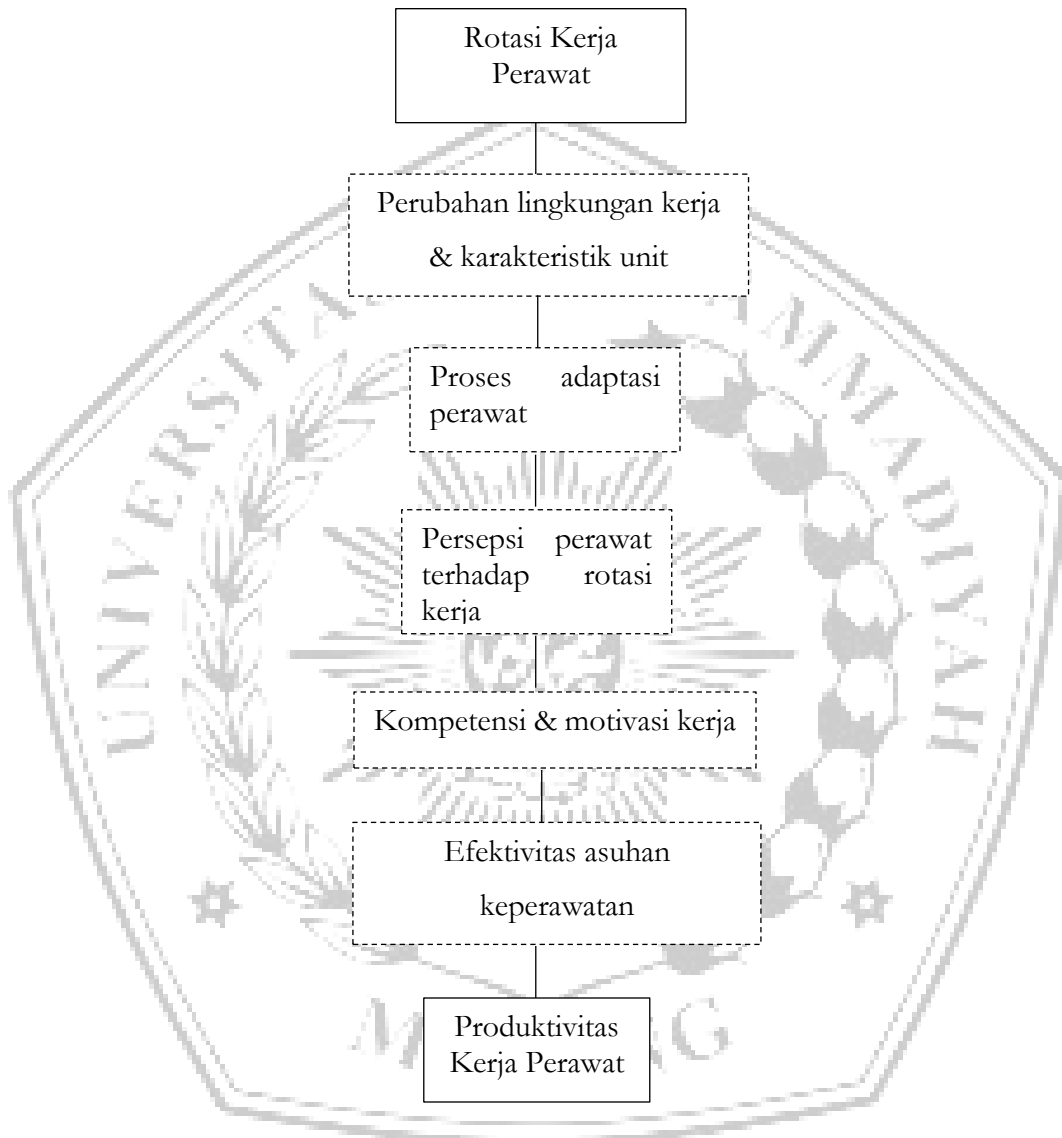 Rotasi Kerja
Perawat
Perubahan lingkungan kerja
& karakteristik unit
Proses adaptasi
perawat
Persepsi perawat
terhadap rotasi
kerja
Kompetensi & motivasi kerja
Efektivitas asuhan
keperawatan
Produktivitas
Kerja Perawat